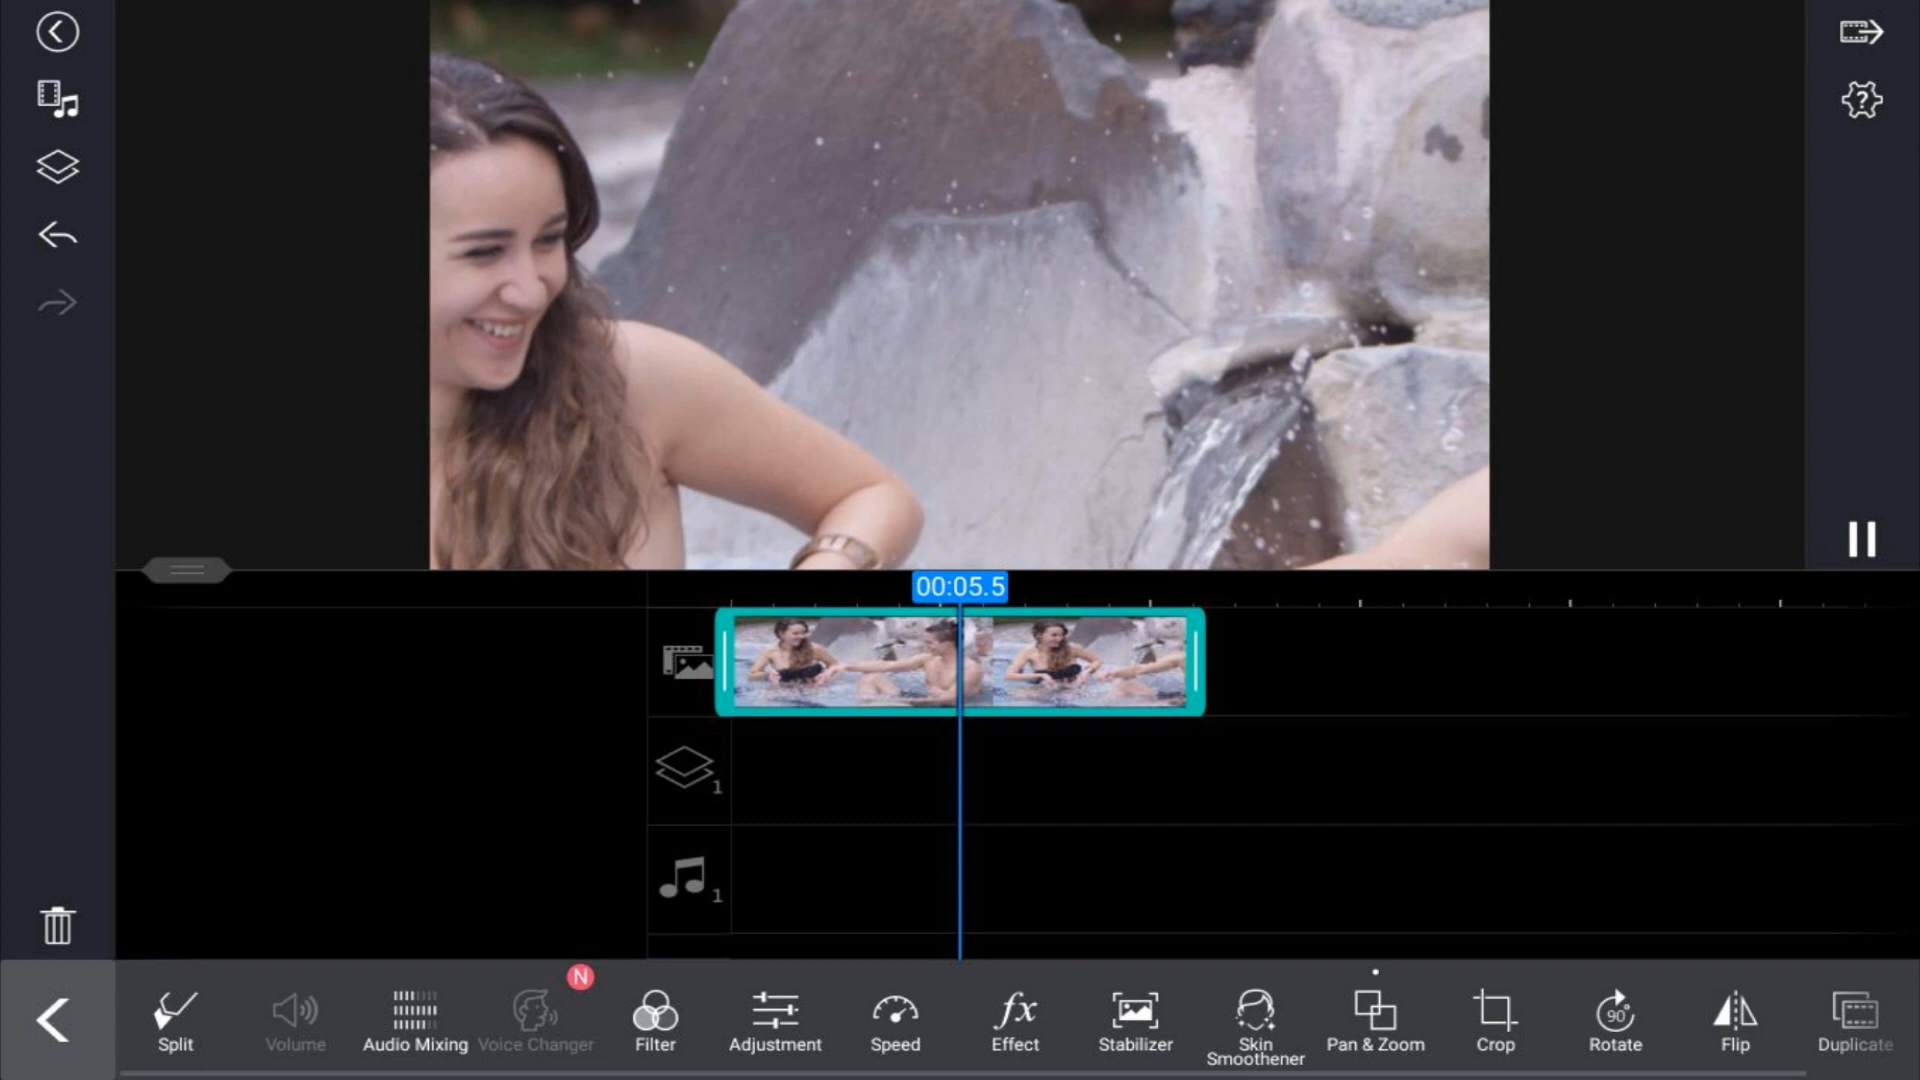 00:05.5
1
1
N
Split
Volume
Audio Mixing
Voice Changer
Filter
Adjustment
Speed
fx
Effect
Stabilizer
Skin
Smoothener
Pan & Zoom
Crop
90°
Rotate
Flip
Duplicate
?